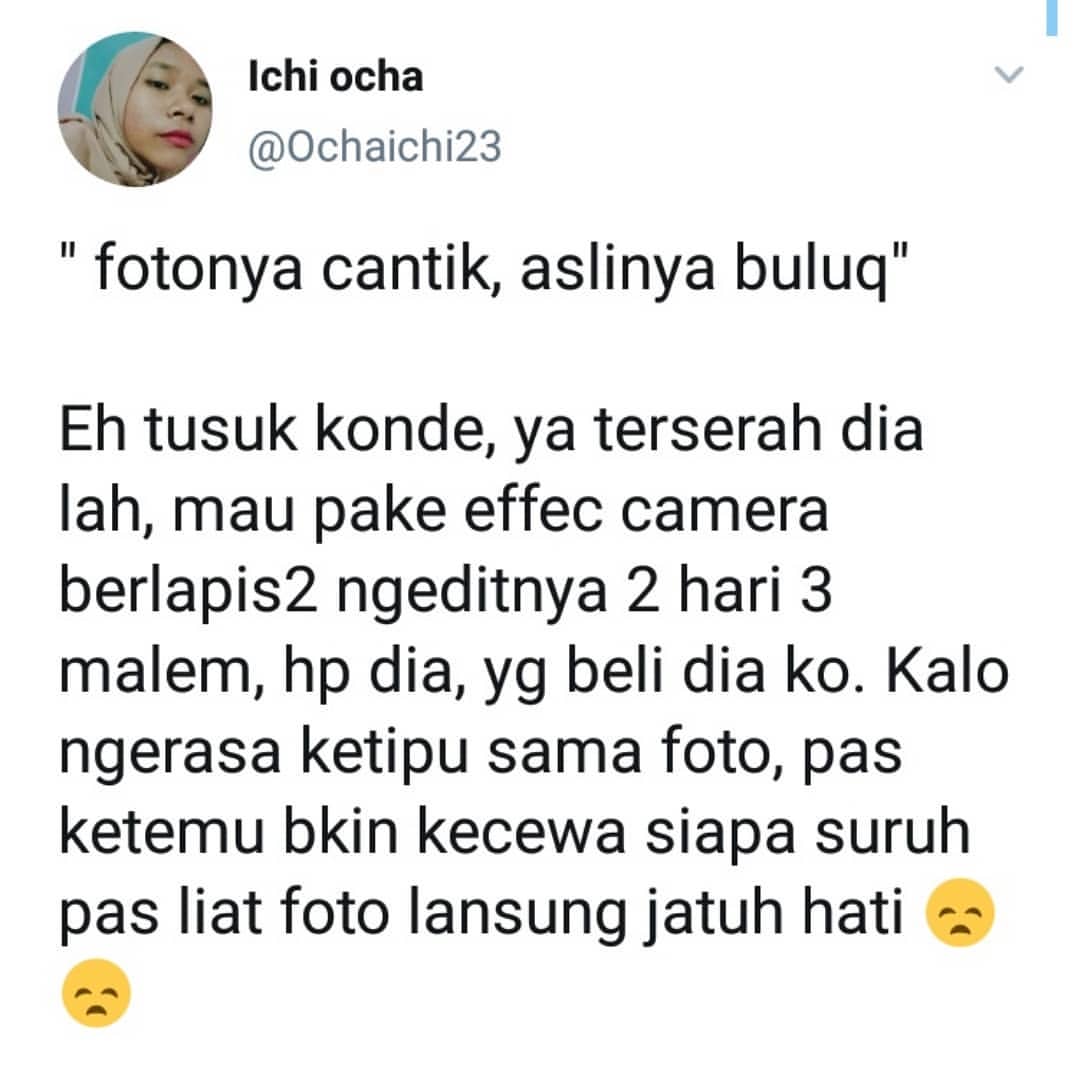 Ichi ocha
@Ochaichi23
" fotonya cantik, aslinya buluq"
Eh tusuk konde, ya terserah dia
lah, mau pake effec camera
berlapis2 ngeditnya 2 hari 3
malem, hp dia, yg beli dia ko. Kalo
ngerasa ketipu sama foto, pas
ketemu bkin kecewa siapa suruh
pas liat foto lansung jatuh hati 😞
😞